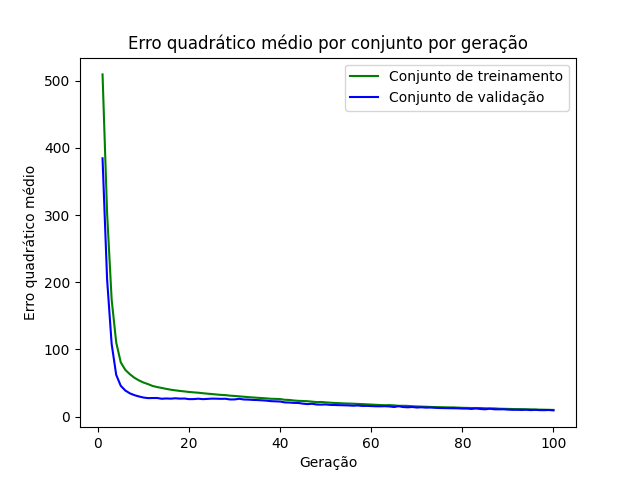 Erro quadrático médio por conjunto por geração
Conjunto de treinamento
Conjunto de validação
Erro quadrático médio
500
400
300
200
100
0
0 20 40 60 80 100
Geração